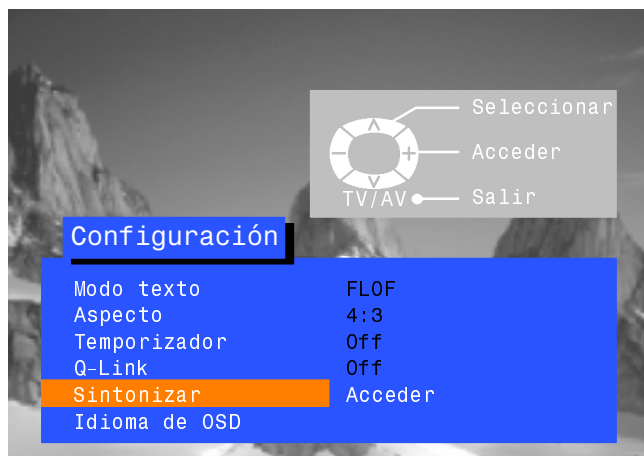 Seleccionar
Acceder
TV/AV Salir
Configuración
Modo texto FLOF
Aspecto 4:3
Temporizador Off
Q-Link Off
Sintonizar Acceder
Idioma de OSD